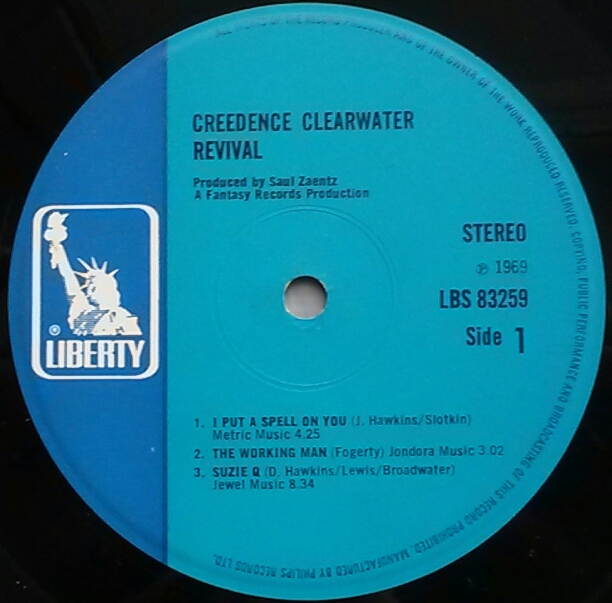 ALL RIGHTS OF THE RECORD PRODUCER AND OF THE OWNER OF THE WORK REPRODUCED RESERVED. COPYING, PUBLIC PERFORMANCE AND BROADCASTING OF THIS RECORD PROHIBITED. MANUFACTURED BY PHILIPS RECORDS LTD.
CREEDENCE CLEARWATER
REVIVAL
Produced by Saul Zaentz
A Fantasy Records Production
STEREO
℗ 1969
LBS 83259
Side 1
® LIBERTY
1. I PUT A SPELL ON YOU (J. Hawkins/Slotkin)
Metric Music 4.25
2. THE WORKING MAN (Fogerty) Jondora Music 3.02
3. SUZIE Q (D. Hawkins/Lewis/Broadwater)
Jewel Music 8.34